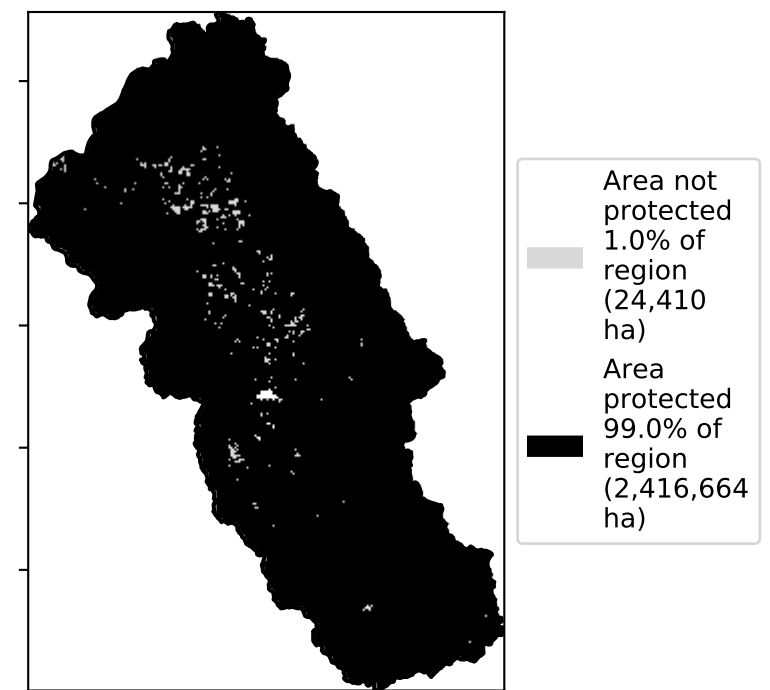 Area not
protected
1.0% of
region
(24,410
ha)
Area
protected
99.0% of
region
(2,416,664
ha)